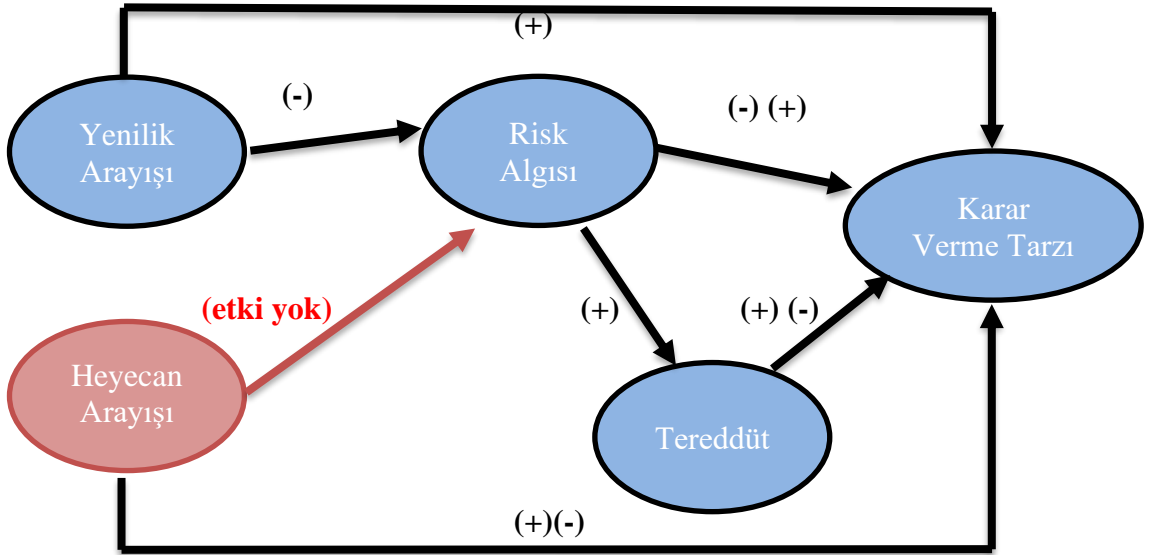 (+)
(-)
(-) (+)
Yenilik
Arayışı
Risk
Algısı
Karar
Verme Tarzı
(etki yok)
(+)
(+) (-)
Heyecan
Arayışı
Tereddüt
(+)(-)